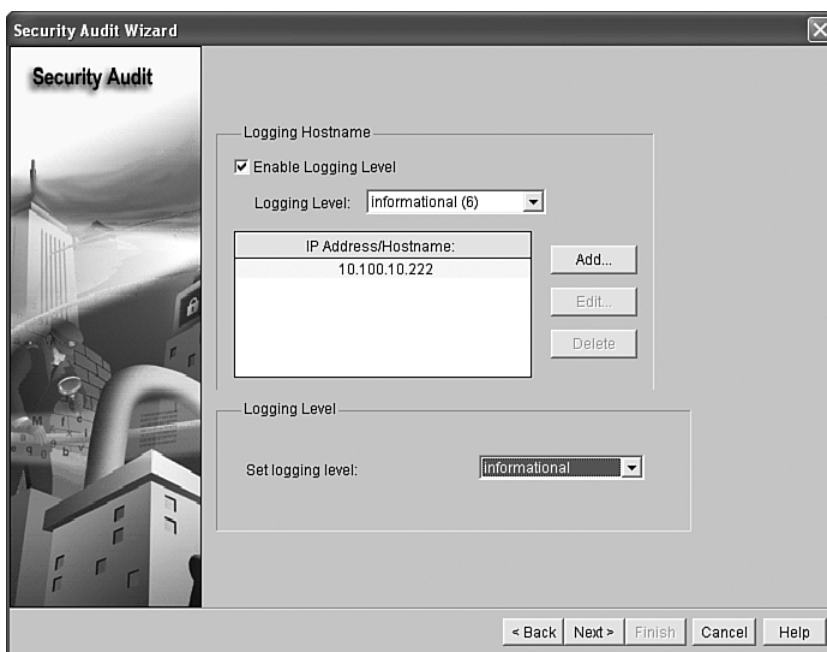 Security Audit Wizard
Security Audit
Logging Hostname
Enable Logging Level
Logging Level: informational (6)
IP Address/Hostname:
10.100.10.222
Add...
Edit...
Delete
Logging Level
Set logging level: informational
< Back Next > Finish Cancel Help